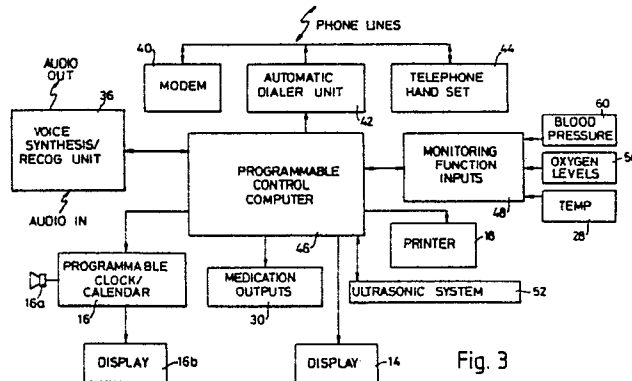 PHONE LINES
40
MODEM
AUTOMATIC
DIALER UNIT
42
44
TELEPHONE
HAND SET
AUDIO
OUT
36
VOICE
SYNTHESIS/
RECOG UNIT
AUDIO IN
PROGRAMMABLE
CONTROL
COMPUTER
46
MONITORING
FUNCTION
INPUTS
48
60
BLOOD
PRESSURE
OXYGEN
LEVELS
TEMP
28
PRINTER
18
PROGRAMMABLE
CLOCK/
CALENDAR
16
16a
MEDICATION
OUTPUTS
30
ULTRASONIC SYSTEM
52
DISPLAY
16b
DISPLAY
14
Fig. 3